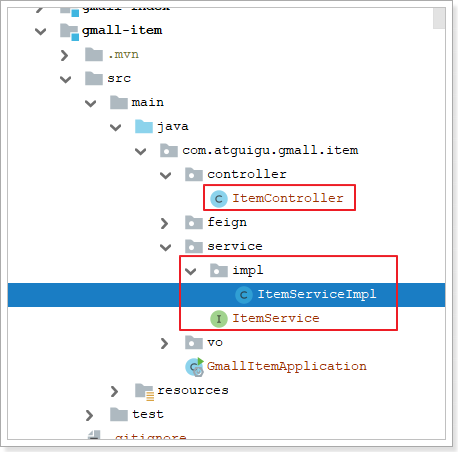 gmall-index
gmall-item
.mvn
src
main
java
com.atguigu.gmall.item
controller
ItemController
feign
service
impl
ItemServiceImpl
ItemService
vo
GmallItemApplication
resources
test
.gitignore